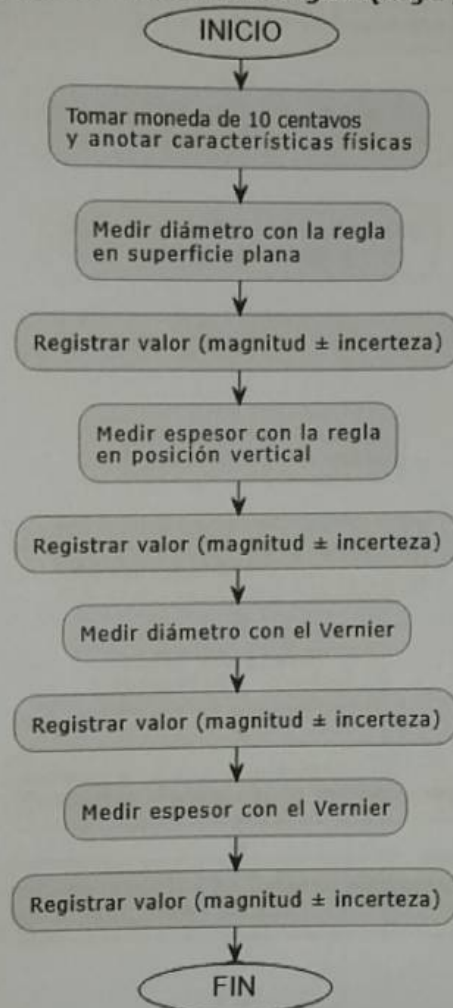 INICIO
Tomar moneda de 10 centavos
y anotar características físicas
Medir diámetro con la regla
en superficie plana
Registrar valor (magnitud ± incerteza)
Medir espesor con la regla
en posición vertical
Registrar valor (magnitud ± incerteza)
Medir diámetro con el Vernier
Registrar valor (magnitud ± incerteza)
Medir espesor con el Vernier
Registrar valor (magnitud ± incerteza)
FIN